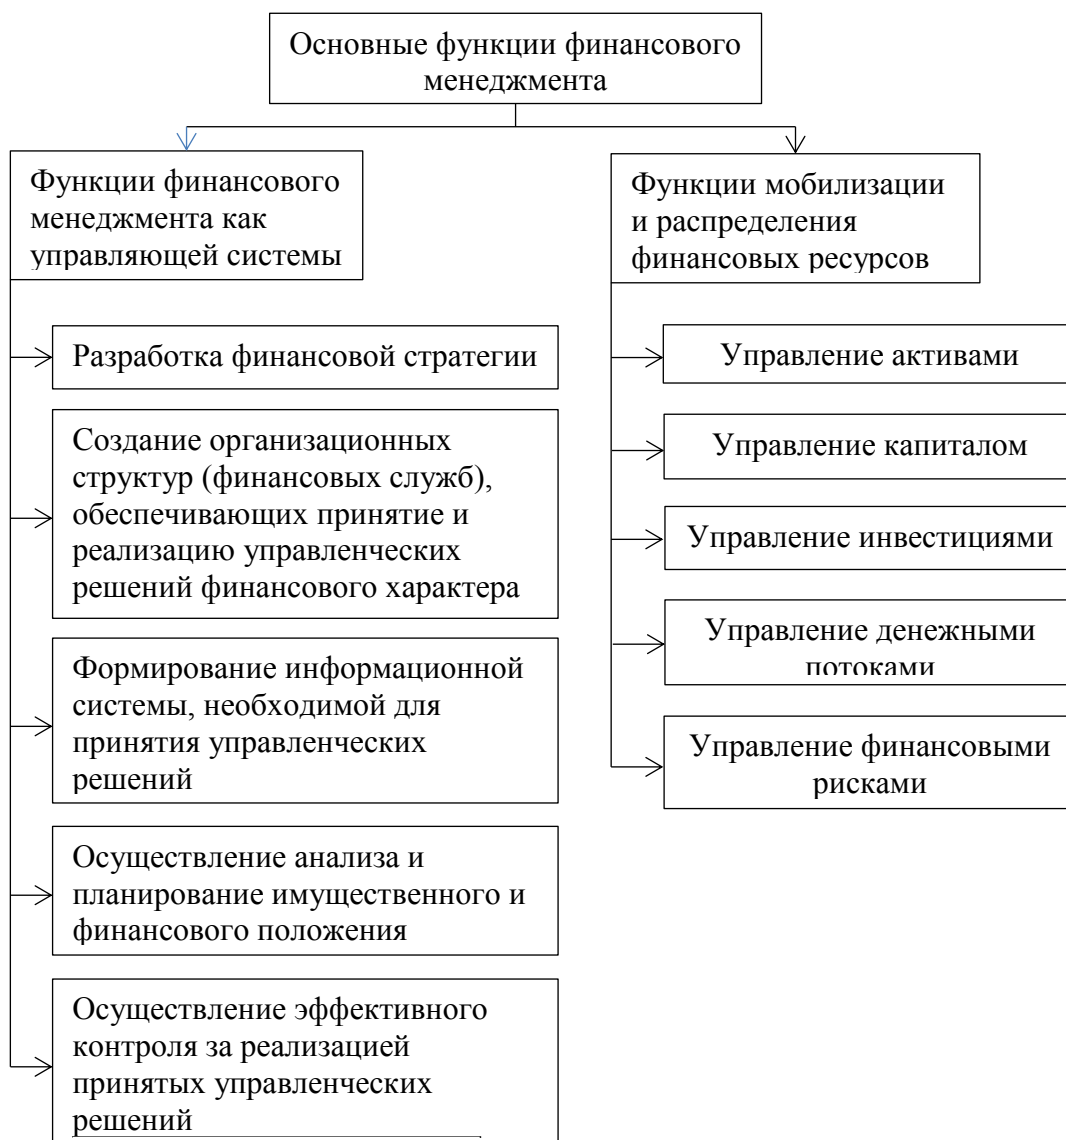 Основные функции финансового
менеджмента
Функции финансового
менеджмента как
управляющей системы
Разработка финансовой стратегии
Создание организационных
структур (финансовых служб),
обеспечивающих принятие и
реализацию управленческих
решений финансового характера
Формирование информационной
системы, необходимой для
принятия управленческих
решений
Осуществление анализа и
планирование имущественного и
финансового положения
Осуществление эффективного
контроля за реализацией
принятых управленческих
решений
Функции мобилизации
и распределения
финансовых ресурсов
Управление активами
Управление капиталом
Управление инвестициями
Управление денежными
потоками
Управление финансовыми
рисками